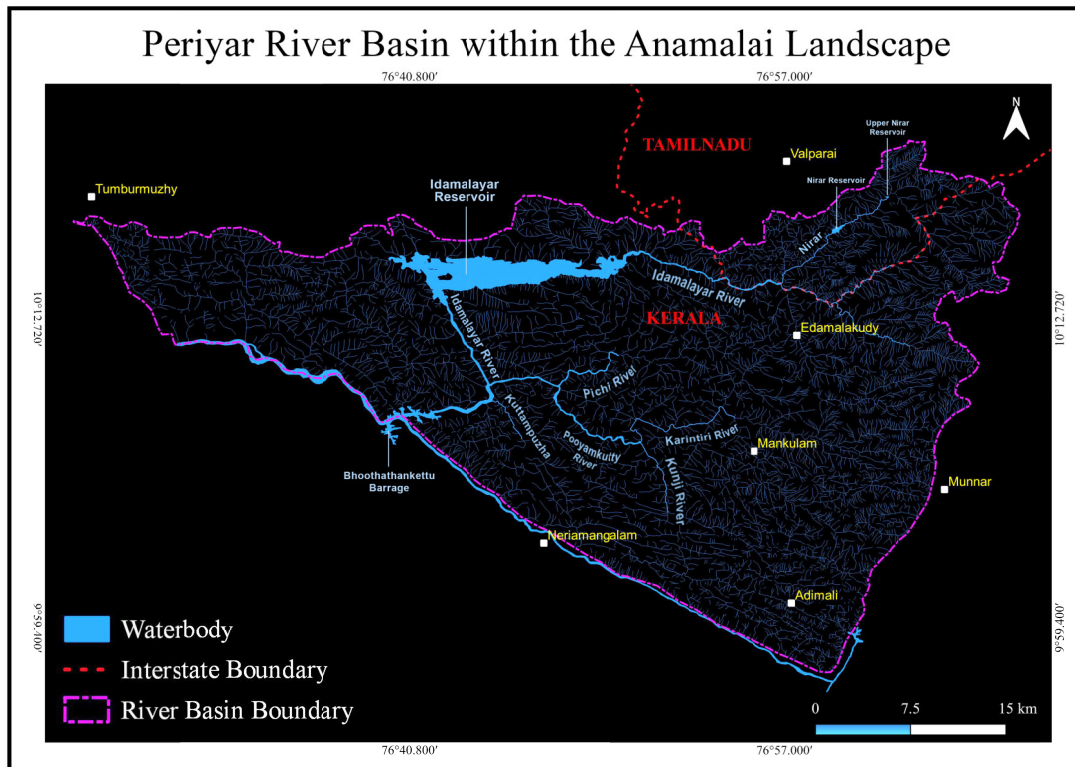 Periyar River Basin within the Anamalai Landscape
76°40.800′
76°57.000′
N
Upper Nirar
Reservoir
TAMILNADU
Valparai
Nirar Reservoir
Tumburmuzhy
Idamalayar
Reservoir
Nirar
Idamalayar River
10°12.720′
10°12.720′
Idamalayar River
KERALA
Edamalakudy
Pichi River
Kuttampuzha
Pooyamkutty
River
Karintiri River
Mankulam
Kunji River
Munnar
Bhoothathankettu
Barrage
Neriamangalam
Adimali
9°59.400′
9°59.400′
Waterbody
Interstate Boundary
River Basin Boundary
0
7.5
15 km
76°40.800′
76°57.000′